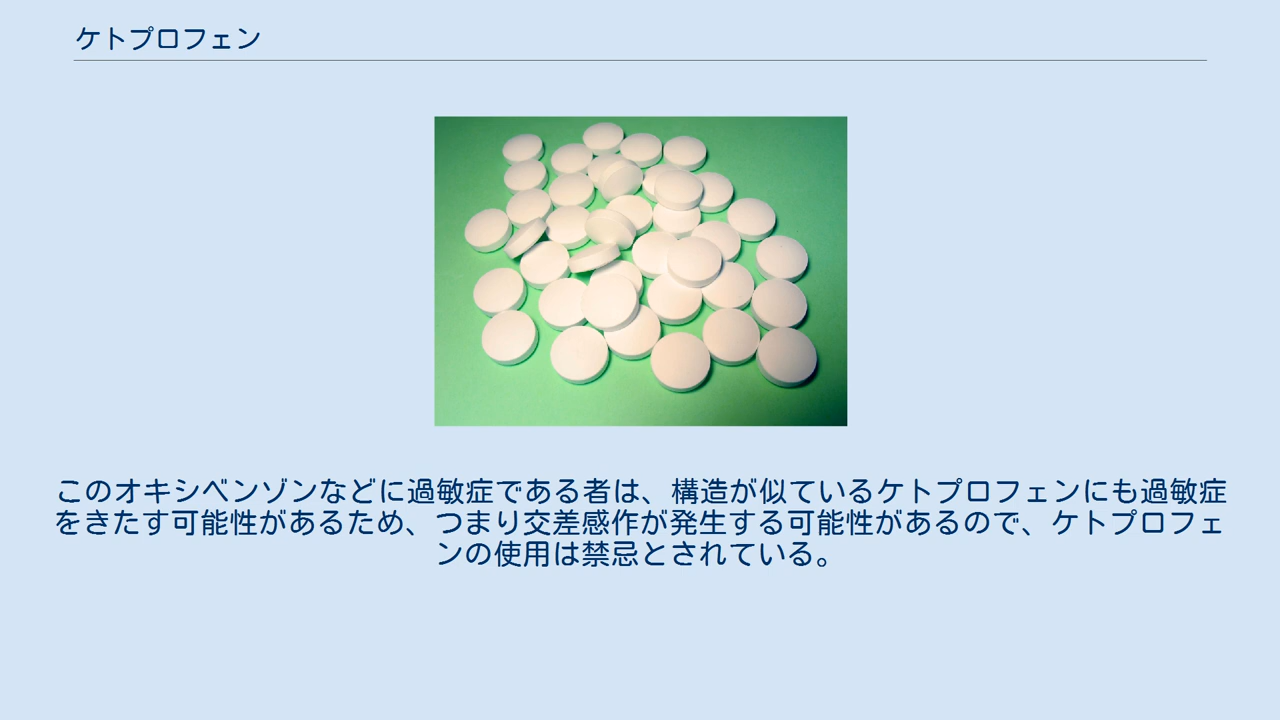 ケトプロフェン
このオキシベンゾンなどに過敏症である者は、構造が似ているケトプロフェンにも過敏症
をきたす可能性があるため、つまり交差感作が発生する可能性があるので、ケトプロフェ
ンの使用は禁忌とされている。